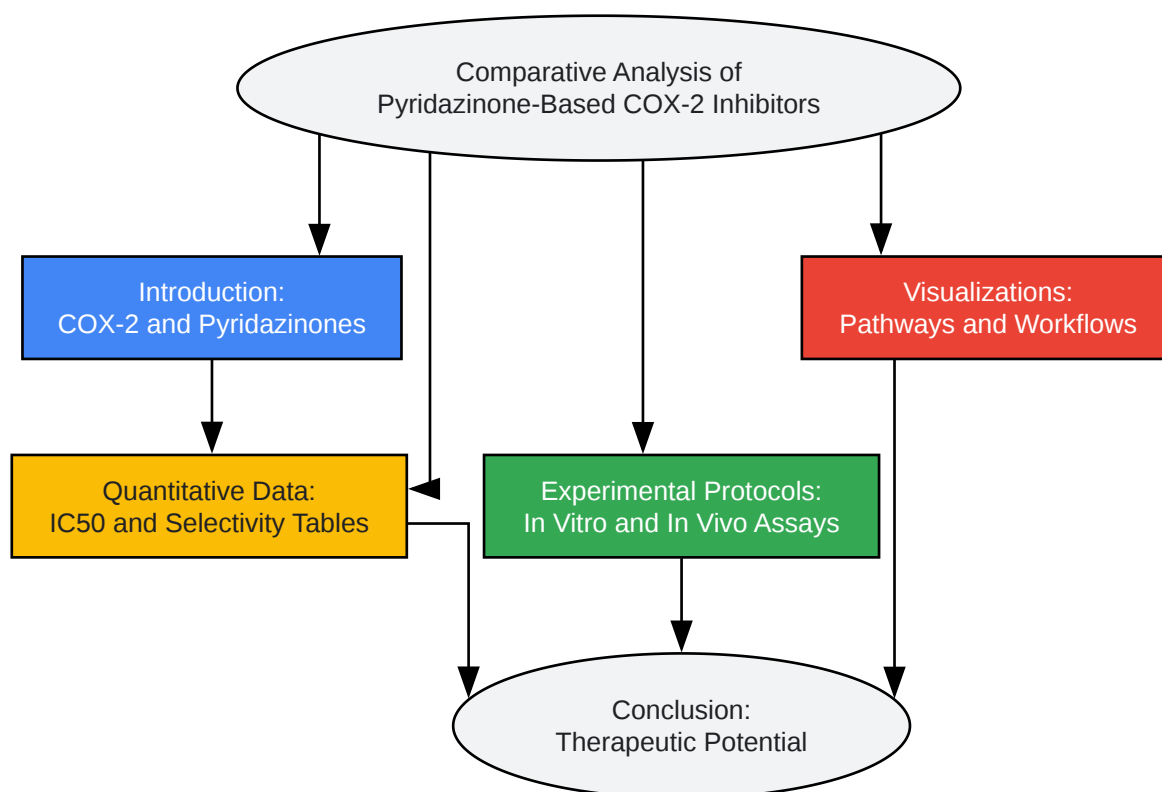 Comparative Analysis of
Pyridazinone-Based COX-2 Inhibitors
Introduction:
COX-2 and Pyridazinones
Visualizations:
Pathways and Workflows
Quantitative Data:
IC50 and Selectivity Tables
Experimental Protocols:
In Vitro and In Vivo Assays
Conclusion:
Therapeutic Potential